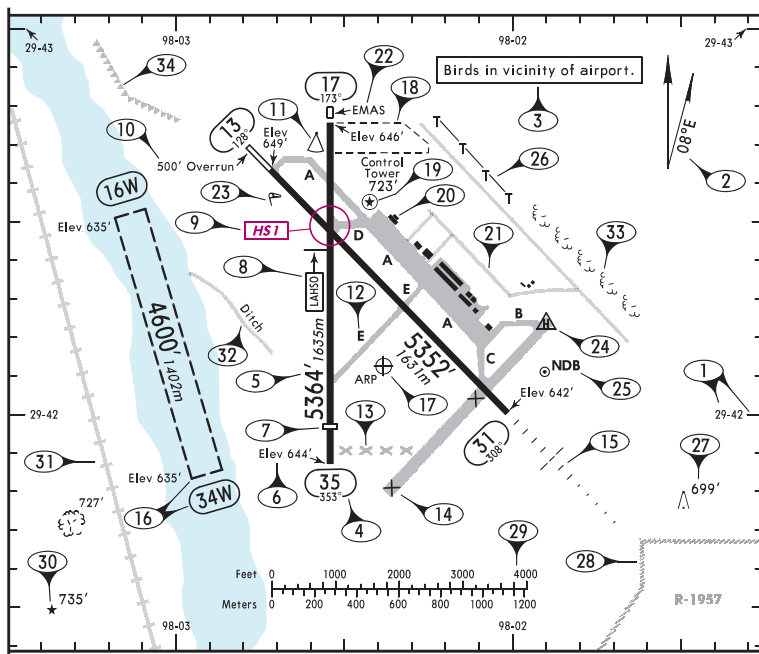 98-03
98-02
29-43
29-43
34
17
173°
22
EMAS
18
Birds in vicinity of airport.
3
08°E
2
10
11
13
128°
Elev 649'
Elev 646'
500' Overrun
Control Tower 723'
19
T
T
T
T
26
16W
Elev 635'
23
A
20
9
HS1
D
21
33
8
LAHSO
A
12
E
B
H
24
4600'
1402m
Ditch
32
E
A
5352'
1631m
C
NDB
25
5
5364'
1635m
ARP
17
Elev 642'
1
29-42
29-42
7
13
31
308°
15
27
699'
31
Elev 644'
6
35
353°
4
14
Elev 635'
34W
16
727'
30
735'
29
28
Feet
0
1000
2000
3000
4000
Meters
0
200
400
600
800
1000
1200
R-1957
98-03
98-02